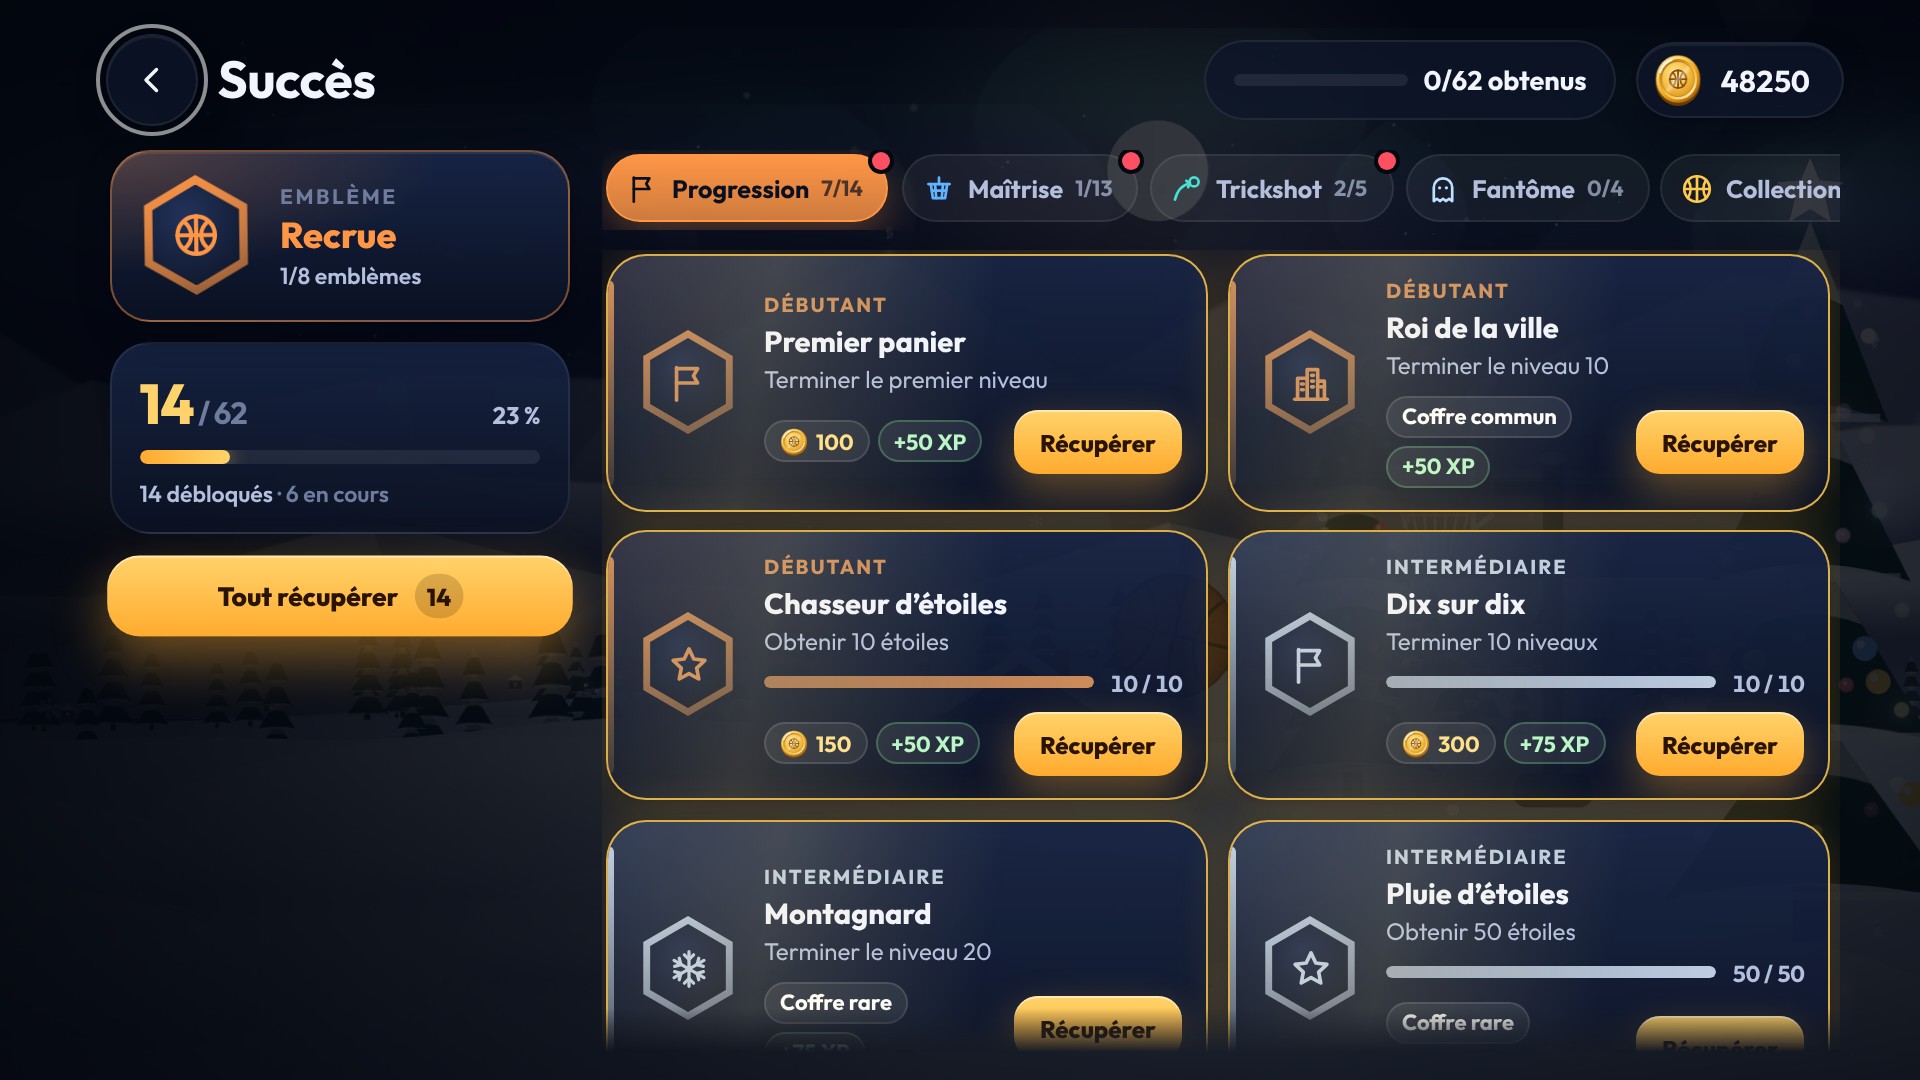 Succès
0/62 obtenus
48250
EMBLÈME
Recrue
1/8 emblèmes
14/62
23 %
14 débloqués · 6 en cours
Tout récupérer 14
Progression 7/14
Maîtrise 1/13
Trickshot 2/5
Fantôme 0/4
Collection
DÉBUTANT
Premier panier
Terminer le premier niveau
100
+50 XP
Récupérer
DÉBUTANT
Roi de la ville
Terminer le niveau 10
Coffre commun
+50 XP
Récupérer
DÉBUTANT
Chasseur d'étoiles
Obtenir 10 étoiles
10 / 10
150
+50 XP
Récupérer
INTERMÉDIAIRE
Dix sur dix
Terminer 10 niveaux
10 / 10
300
+75 XP
Récupérer
INTERMÉDIAIRE
Montagnard
Terminer le niveau 20
Coffre rare
+75 XP
Récupérer
INTERMÉDIAIRE
Pluie d'étoiles
Obtenir 50 étoiles
50 / 50
Coffre rare
Récupérer